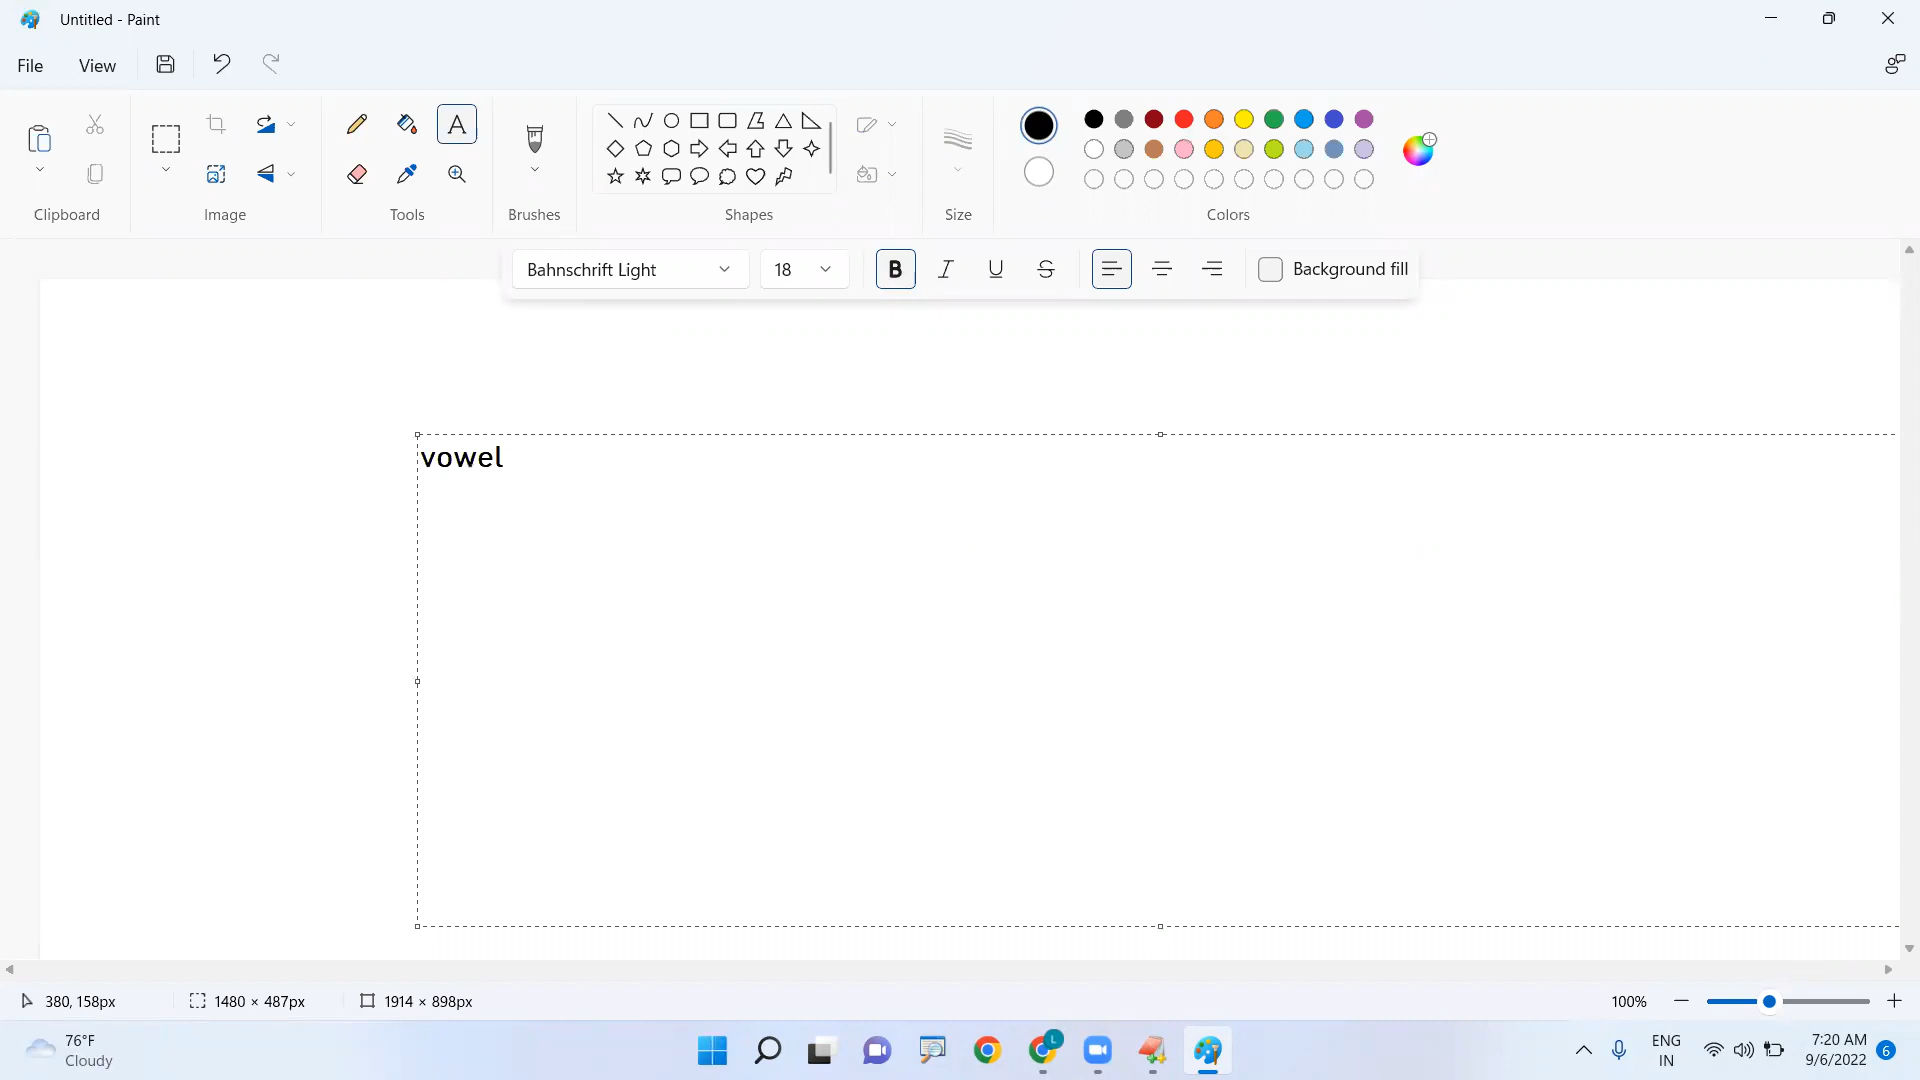 Untitled - Paint
File View
Clipboard Image Tools Brushes Shapes Size Colors
Bahnschrift Light 18 B I U S Background fill
vowel
380, 158px 1480 × 487px 1914 × 898px 100%
76°F
Cloudy
ENG
IN
7:20 AM
9/6/2022
6
L